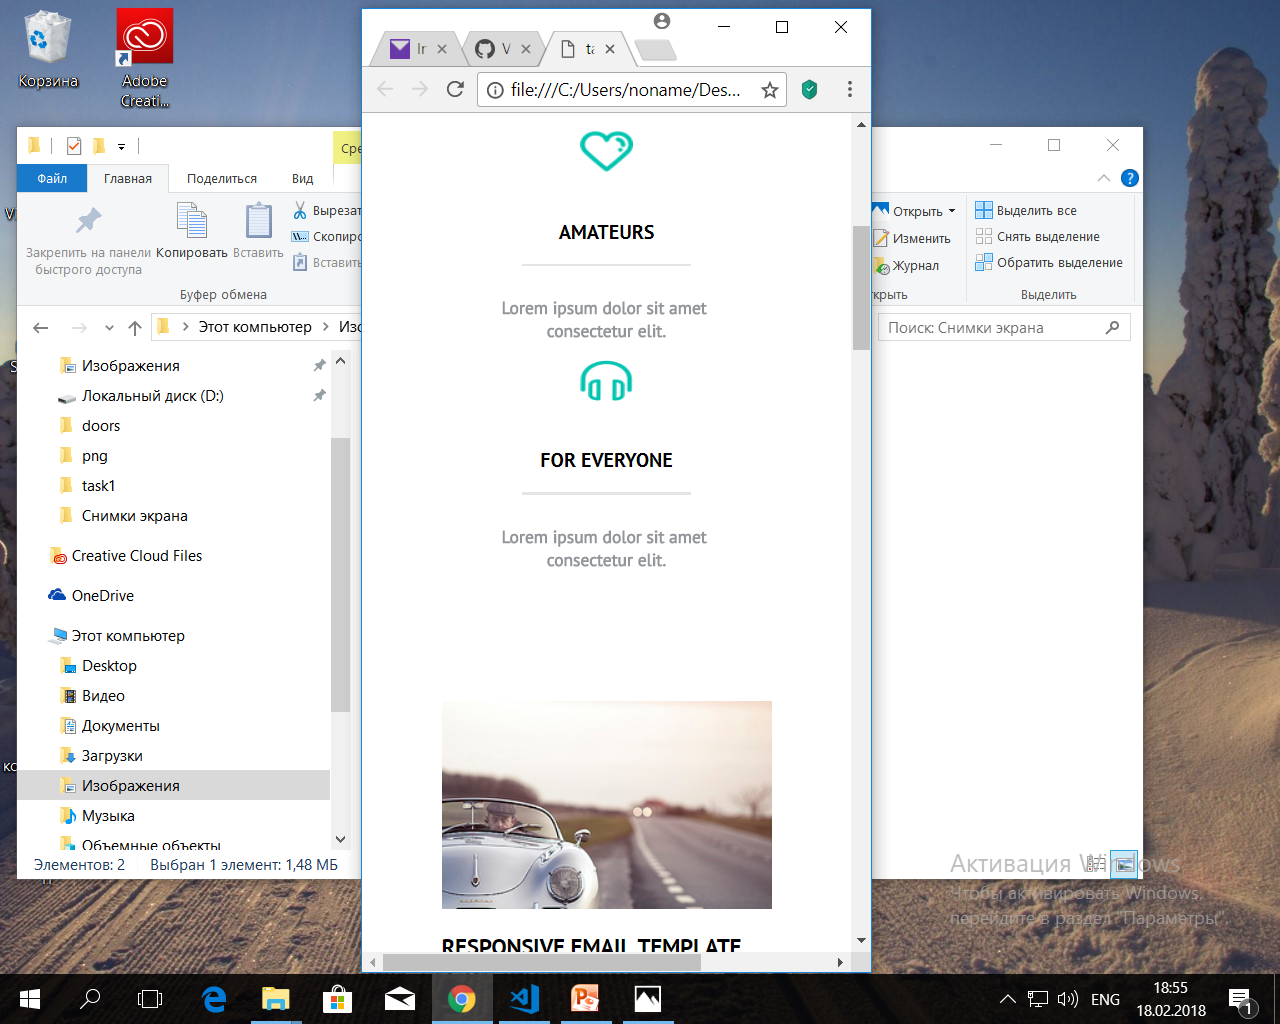 Корзина
Adobe
Creati...
Ir
V
ta
file:///C:/Users/noname/Des...
Сре
Файл
Главная
Поделиться
Вид
Закрепить на панели
быстрого доступа
Копировать
Вставить
Вырезат
Скопиро
Вставить
Буфер обмена
Открыть
Изменить
Журнал
крыть
Выделить все
Снять выделение
Обратить выделение
Выделить
Этот компьютер
Изо
Поиск: Снимки экрана
Изображения
Локальный диск (D:)
doors
png
task1
Снимки экрана
Creative Cloud Files
OneDrive
Этот компьютер
Desktop
Видео
Документы
Загрузки
Изображения
Музыка
Объемные объекты
Элементов: 2
Выбран 1 элемент: 1,48 МБ
AMATEURS
Lorem ipsum dolor sit amet
consectetur elit.
FOR EVERYONE
Lorem ipsum dolor sit amet
consectetur elit.
RESPONSIVE EMAIL TEMPLATE
Активация Windows
Чтобы активировать Windows,
перейдите в раздел "Параметры".
ENG
18:55
18.02.2018
1